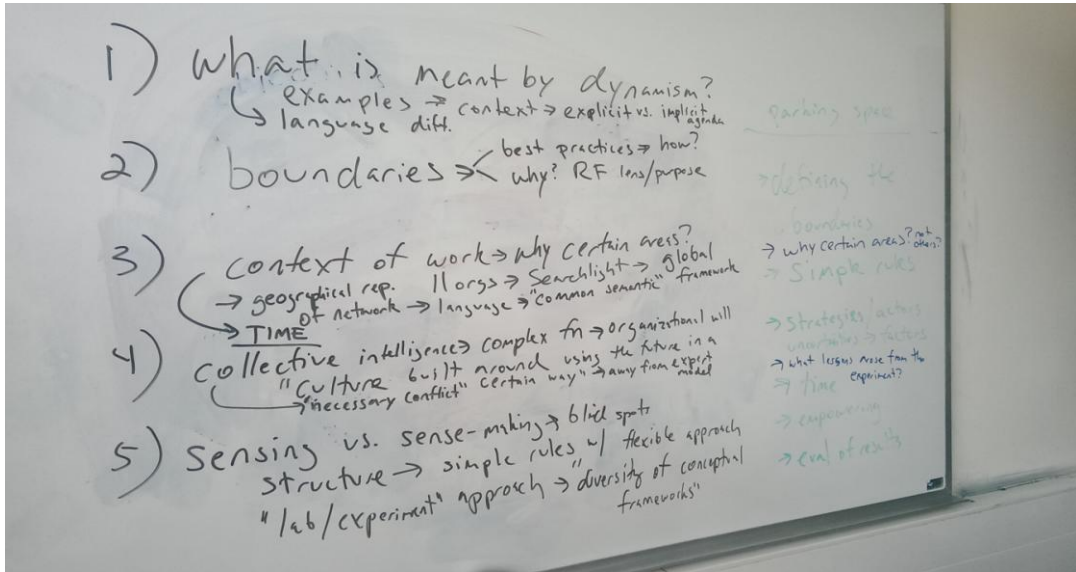 1) what is meant by dynamism?
↳ examples → context → explicit vs. implicit agenda
language diff.
2) boundaries → < best practices → how?
why? RF lens/purpose
3) context of work → why certain areas?
→ geographical rep. 11 orgs → Searchlight → global
of network → language → "common semantic" framework
→ TIME
4) collective intelligence → complex fn → organizational will
"culture built around using the future in a
certain way" → away from expert model
→ "necessary conflict"
5) sensing vs. sense-making → blind spots
structure → simple rules w/ flexible approach
"lab/experiment" approach → "diversity of conceptual
frameworks"
parking space
→ defining the
boundaries
→ why certain areas? not others?
→ Simple rules
→ Strategies/actors
uncertainties → factors
→ what lessons arose from the
experiment?
→ time
→ empowering
→ eval of results